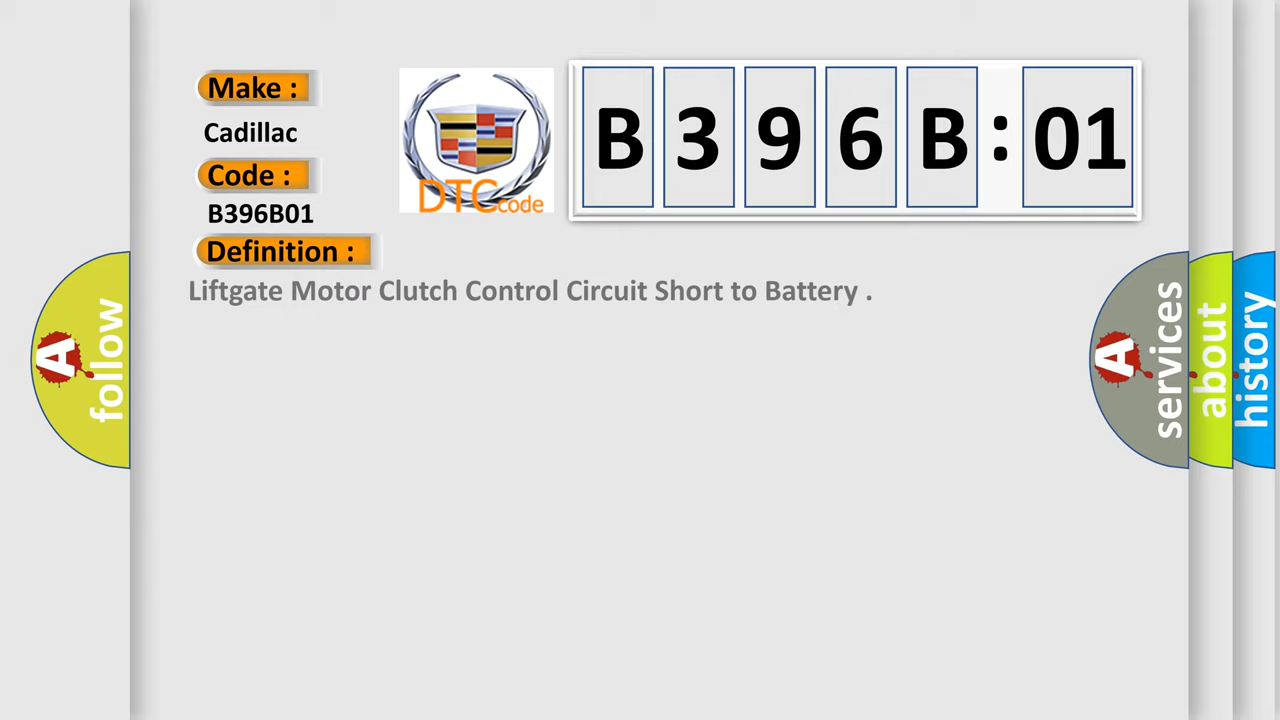 Make :
Cadillac
Code :
B396B01
Definition :
Liftgate Motor Clutch Control Circuit Short to Battery .
DTC code
B 3 9 6 B : 01
A follow
A services
about
history